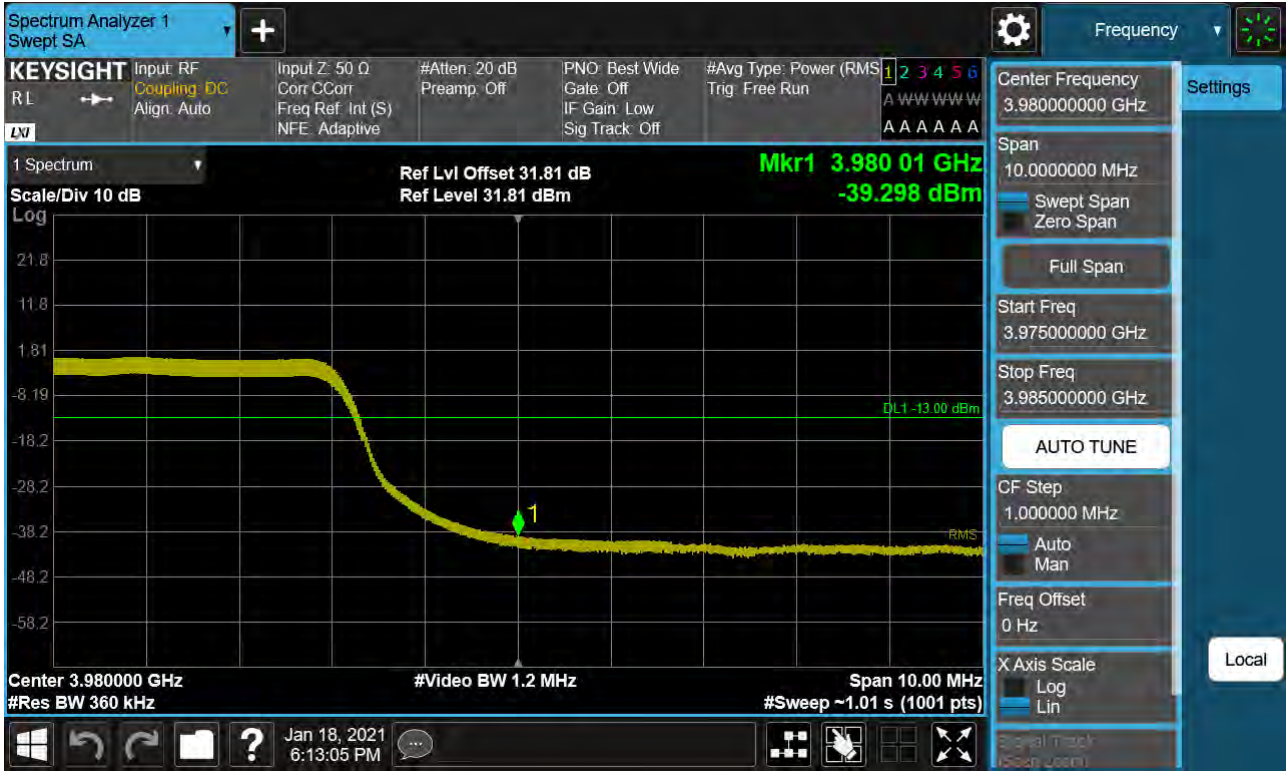 Spectrum Analyzer 1
Swept SA
Frequency
KEYSIGHT
RL
LXI
Input: RF
Coupling: DC
Align: Auto
Input Z: 50 Ω
Corr CCorr
Freq Ref: Int (S)
NFE: Adaptive
#Atten: 20 dB
Preamp: Off
PNO: Best Wide
Gate: Off
IF Gain: Low
Sig Track: Off
#Avg Type: Power (RMS
Trig: Free Run
1 2 3 4 5 6
A W W W W W
A A A A A A
1 Spectrum
Scale/Div 10 dB
Log
Ref Lvl Offset 31.81 dB
Ref Level 31.81 dBm
Mkr1 3.980 01 GHz
-39.298 dBm
21.8
11.8
1.81
-8.19
-18.2
-28.2
-38.2
-48.2
-58.2
DL1 -13.00 dBm
1
RMS
Center 3.980000 GHz
#Res BW 360 kHz
#Video BW 1.2 MHz
Span 10.00 MHz
#Sweep ~1.01 s (1001 pts)
Center Frequency
3.980000000 GHz
Settings
Span
10.0000000 MHz
Swept Span
Zero Span
Full Span
Start Freq
3.975000000 GHz
Stop Freq
3.985000000 GHz
AUTO TUNE
CF Step
1.000000 MHz
Auto
Man
Freq Offset
0 Hz
X Axis Scale
Log
Lin
Local
Signal Track
(Span Zoom)
?
Jan 18, 2021
6:13:05 PM